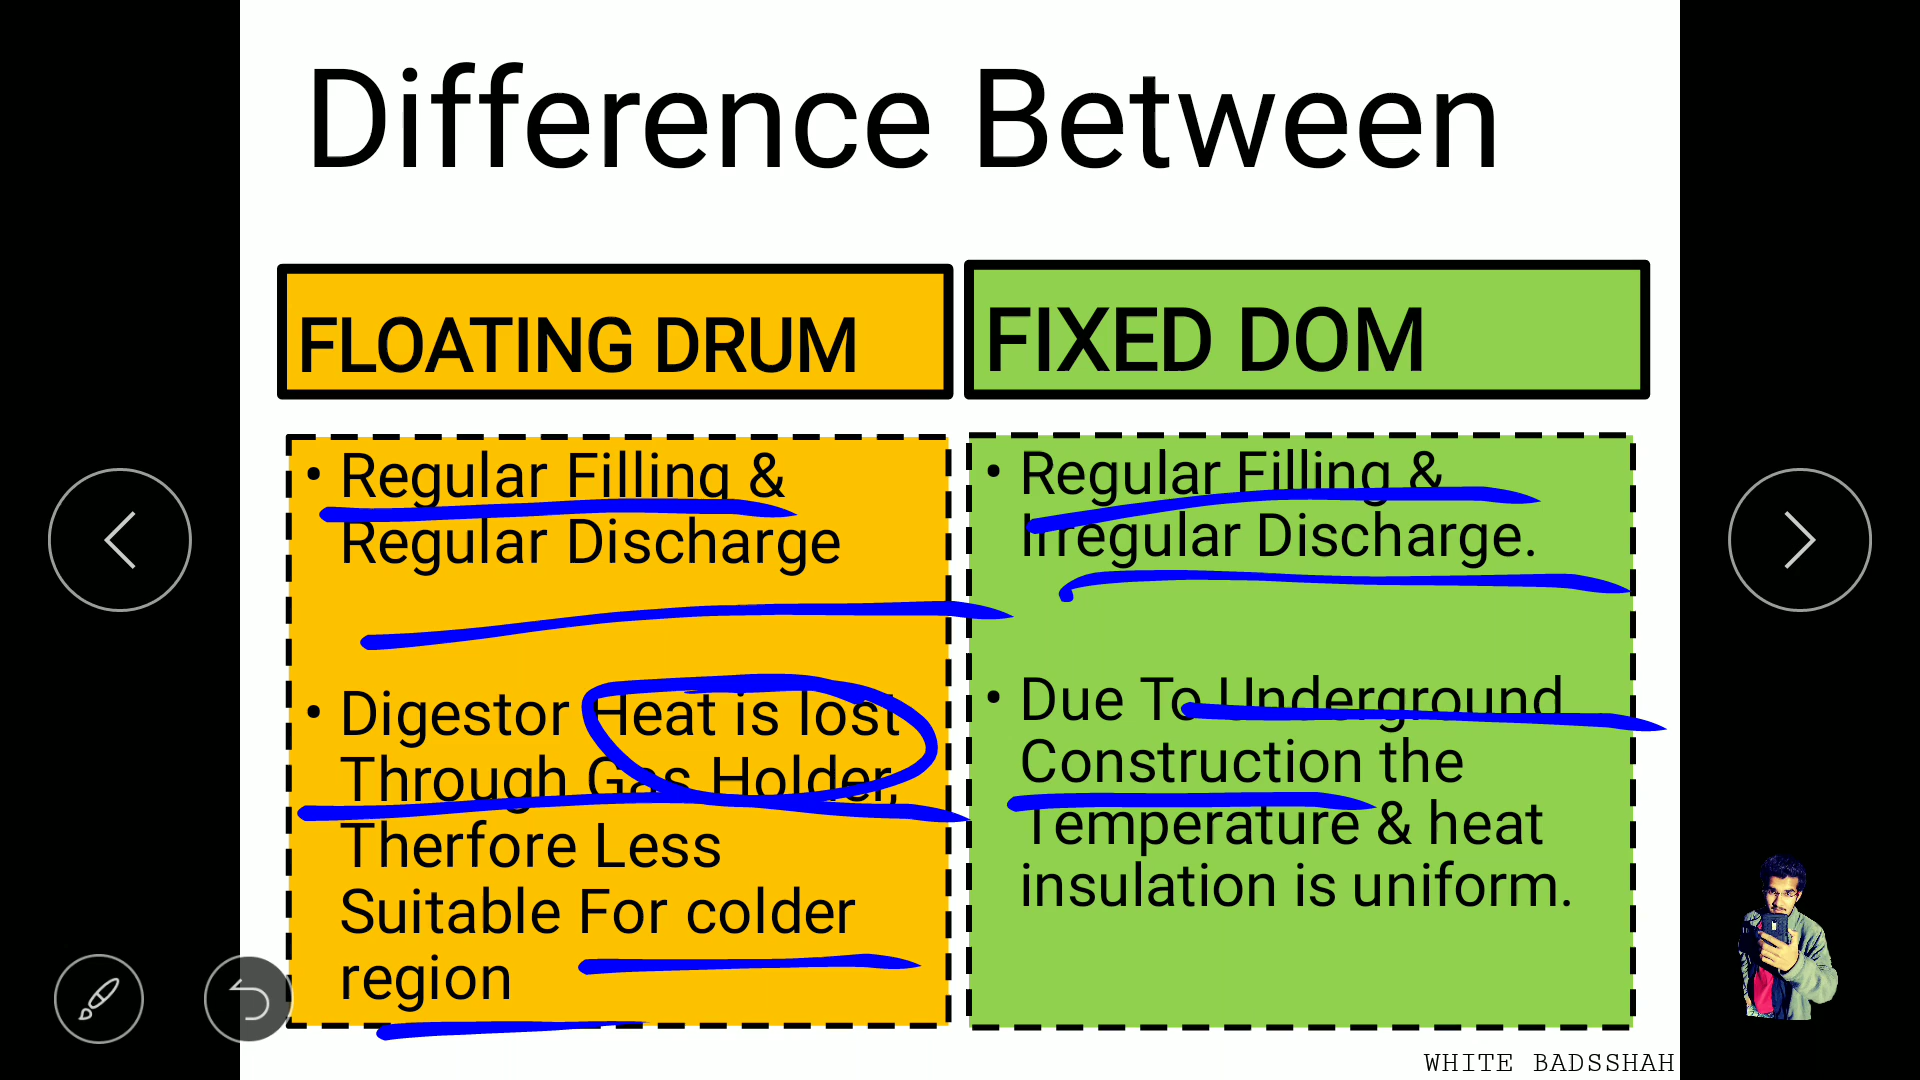 Difference Between
FLOATING DRUM
FIXED DOM
• Regular Filling &
Regular Discharge
• Digestor Heat is lost
Through Gas Holder,
Therfore Less
Suitable For colder
region
• Regular Filling &
Irregular Discharge.
• Due To Underground
Construction the
Temperature & heat
insulation is uniform.
WHITE BADSSHAH